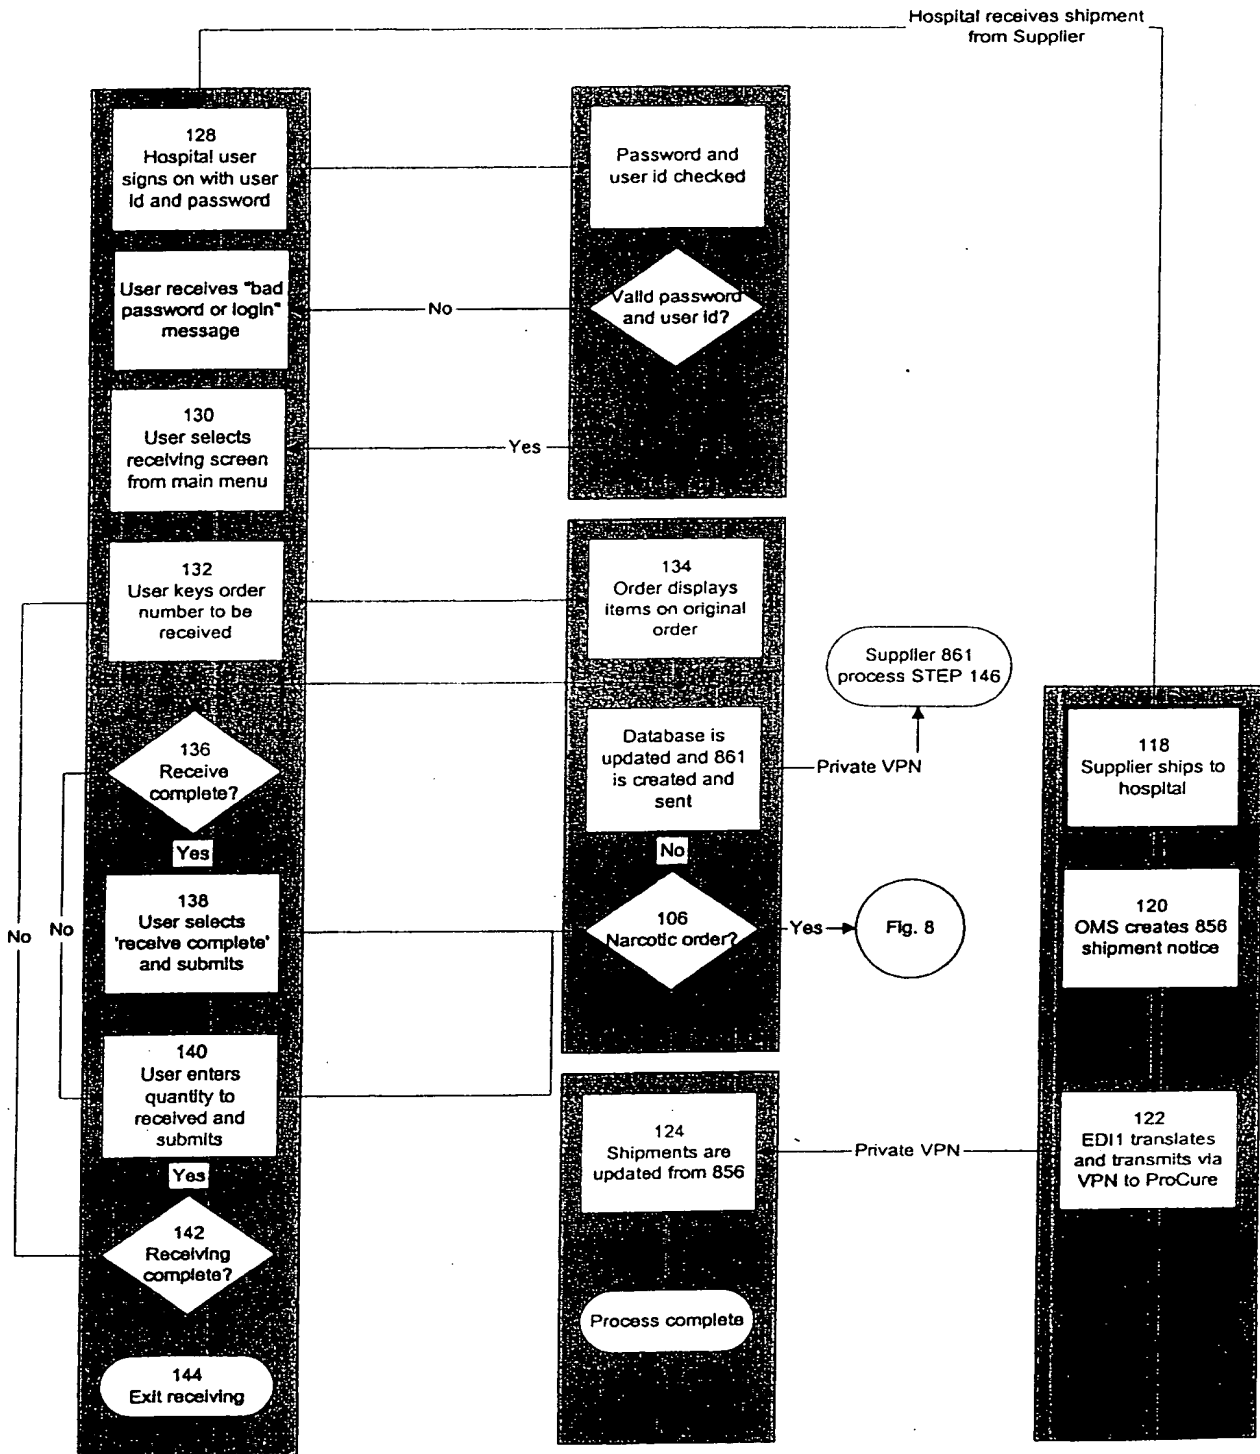 Hospital receives shipment
from Supplier
128
Hospital user
signs on with user
id and password
Password and
user id checked
User receives "bad
password or login"
message
No
Valid password
and user id?
130
User selects
receiving screen
from main menu
Yes
132
User keys order
number to be
received
134
Order displays
items on original
order
Supplier 861
process STEP 146
136
Receive
complete?
Database is
updated and 861
is created and
sent
Private VPN
118
Supplier ships to
hospital
Yes
No
138
User selects
'receive complete'
and submits
No
No
106
Narcotic order?
Yes
Fig. 8
120
OMS creates 856
shipment notice
140
User enters
quantity to
received and
submits
124
Shipments are
updated from 856
Private VPN
122
EDI1 translates
and transmits via
VPN to ProCure
Yes
142
Receiving
complete?
Process complete
144
Exit receiving